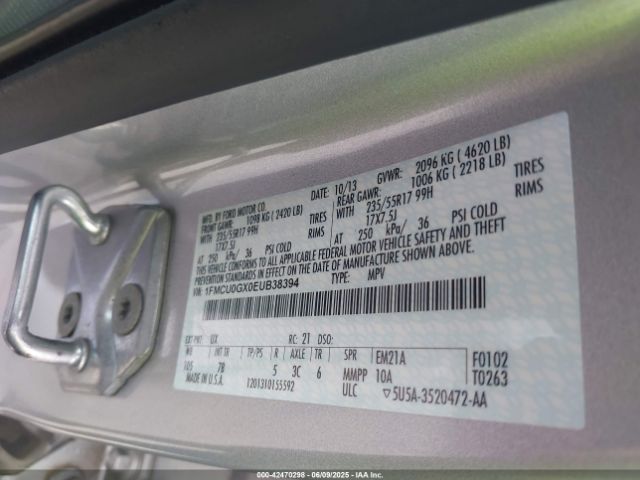 MFD. BY FORD MOTOR CO.
DATE: 10/13 GVWR: 2096 KG ( 4620 LB)
FRONT GAWR: 1098 KG ( 2420 LB)
REAR GAWR: 1006 KG ( 2218 LB)
WITH 235/55R17 99H TIRES
WITH 235/55R17 99H TIRES
17X7.5J RIMS
17X7.5J RIMS
AT 250 kPa/ 36 PSI COLD
AT 250 kPa/ 36 PSI COLD
THIS VEHICLE CONFORMS TO ALL APPLICABLE FEDERAL MOTOR VEHICLE SAFETY AND THEFT
PREVENTION STANDARDS IN EFFECT ON THE DATE OF MANUFACTURE SHOWN ABOVE.
VIN: 1FMCU0GX0EUB38394
TYPE: MPV
EXT PNT: UX RC: 21 DSO:
WB INT TR TP/PS R AXLE TR SPR EM21A F0102
105 78 5 3C 6 MMPP 10A T0263
MADE IN U.S.A. 1201310155592 ULC ▽5U5A-3520472-AA
000-42470298 - 06/09/2025 - IAAI.com